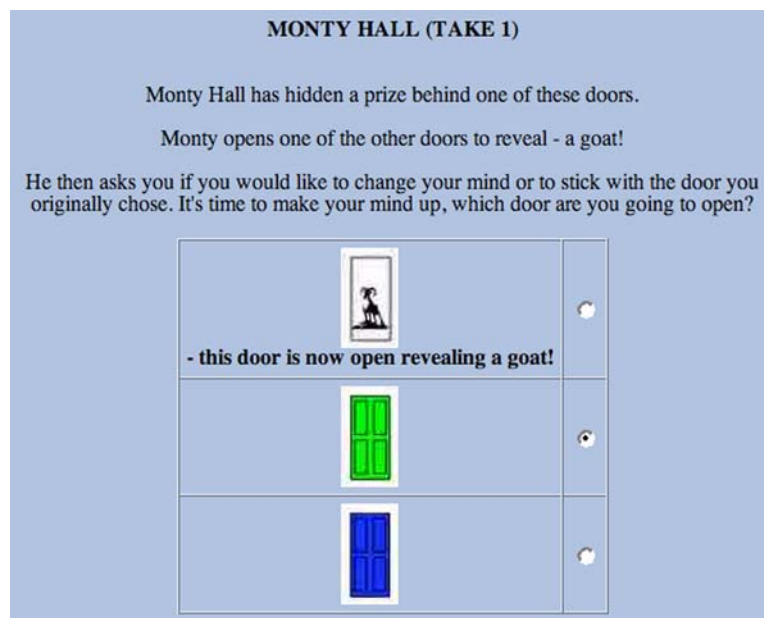 MONTY HALL (TAKE 1)
Monty Hall has hidden a prize behind one of these doors.
Monty opens one of the other doors to reveal - a goat!
He then asks you if you would like to change your mind or to stick with the door you
originally chose. It's time to make your mind up, which door are you going to open?
- this door is now open revealing a goat!